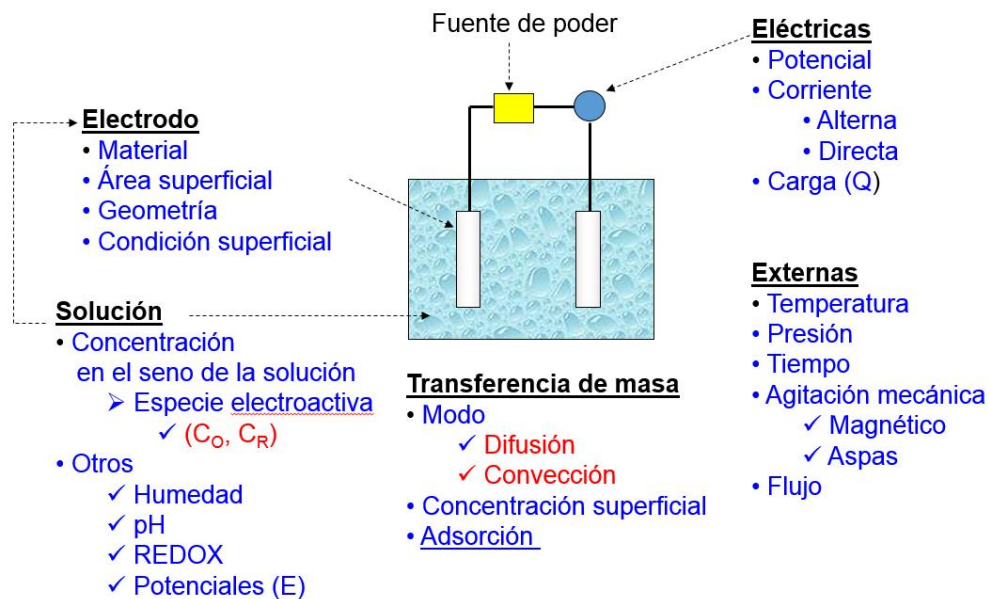 Fuente de poder
Eléctricas
• Potencial
• Corriente
• Alterna
• Directa
• Carga (Q)
Electrodo
• Material
• Área superficial
• Geometría
• Condición superficial
Solución
• Concentración
en el seno de la solución
➢ Especie electroactiva
✓ (C_O, C_R)
• Otros
✓ Humedad
✓ pH
✓ REDOX
✓ Potenciales (E)
Transferencia de masa
• Modo
✓ Difusión
✓ Convección
• Concentración superficial
• Adsorción
Externas
• Temperatura
• Presión
• Tiempo
• Agitación mecánica
✓ Magnético
✓ Aspas
• Flujo